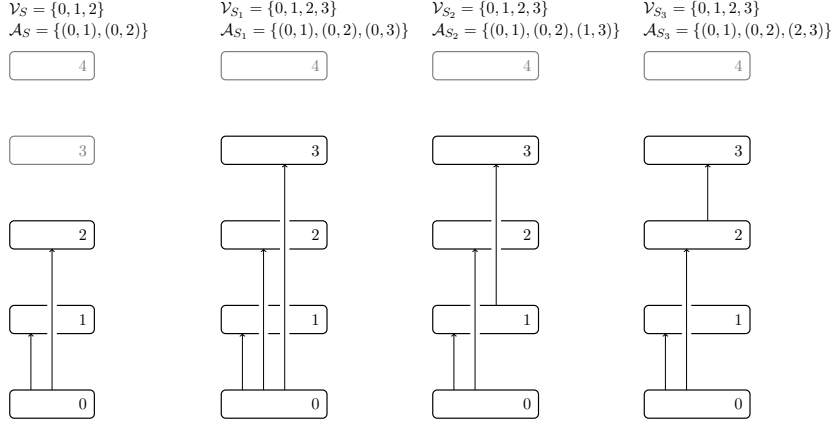 𝒱_S = {0, 1, 2}
𝒜_S = {(0, 1), (0, 2)}
4
3
2
1
0
𝒱_{S_1} = {0, 1, 2, 3}
𝒜_{S_1} = {(0, 1), (0, 2), (0, 3)}
4
3
2
1
0
𝒱_{S_2} = {0, 1, 2, 3}
𝒜_{S_2} = {(0, 1), (0, 2), (1, 3)}
4
3
2
1
0
𝒱_{S_3} = {0, 1, 2, 3}
𝒜_{S_3} = {(0, 1), (0, 2), (2, 3)}
4
3
2
1
0